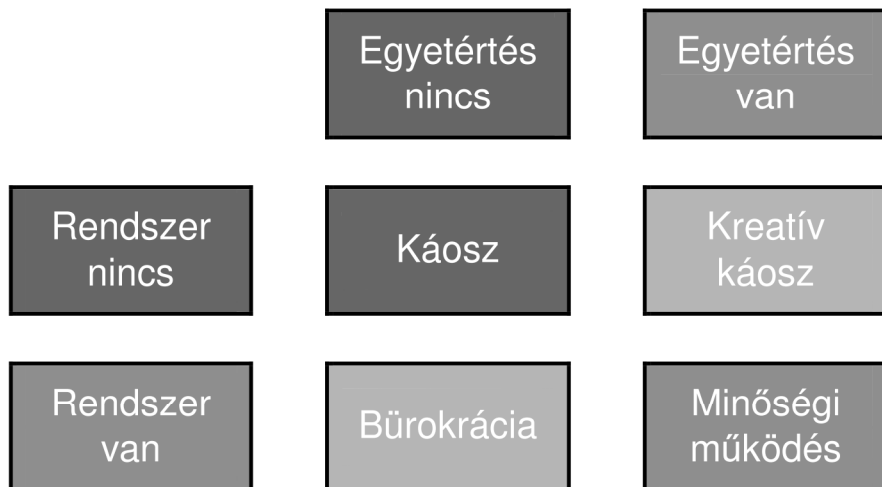 Egyetértés
nincs
Egyetértés
van
Rendszer
nincs
Káosz
Kreatív
káosz
Rendszer
van
Bürokrácia
Minőségi
működés